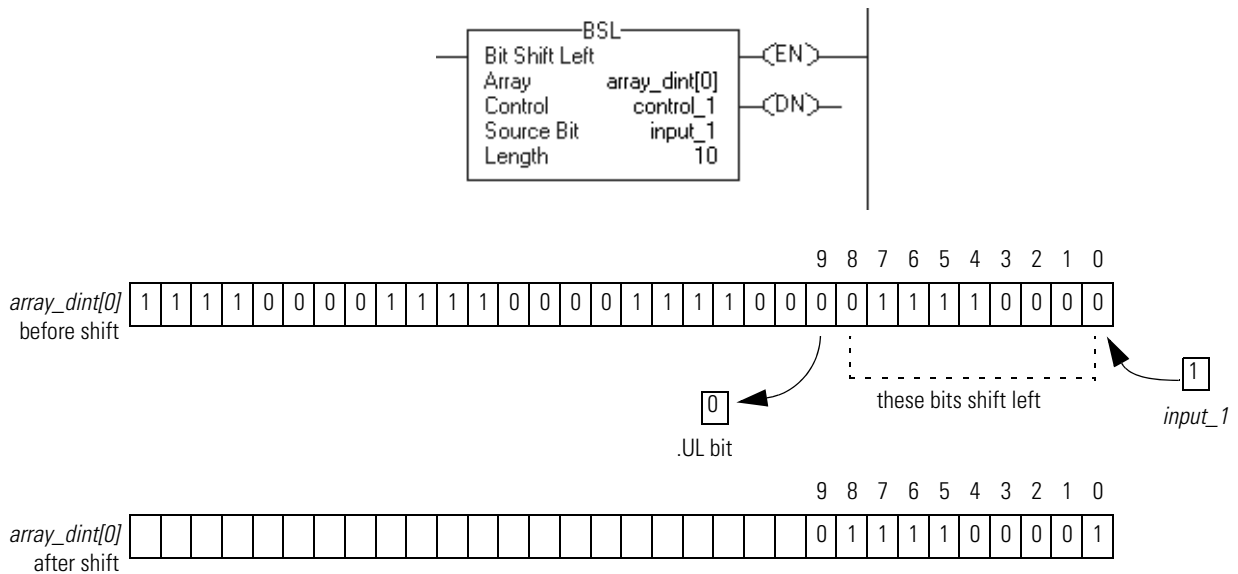 BSL
Bit Shift Left
Array array_dint[0]
Control control_1
Source Bit input_1
Length 10
EN
DN
9 8 7 6 5 4 3 2 1 0
array_dint[0] 1 1 1 1 0 0 0 0 1 1 1 1 0 0 0 0 1 1 1 1 0 0 0 0 1 1 1 1 0 0 0 0
before shift
1
0
these bits shift left
input_1
.UL bit
9 8 7 6 5 4 3 2 1 0
array_dint[0] 0 1 1 1 1 0 0 0 0 1
after shift